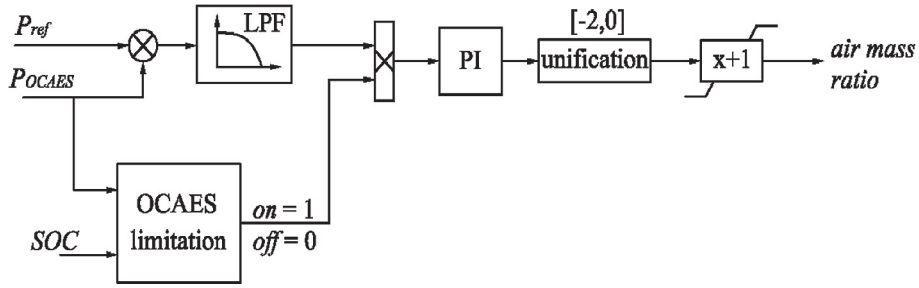 P_ref
LPF
[-2,0]
P_OCAES
PI
unification
x+1
air mass
ratio
OCAES
limitation
on = 1
off = 0
SOC